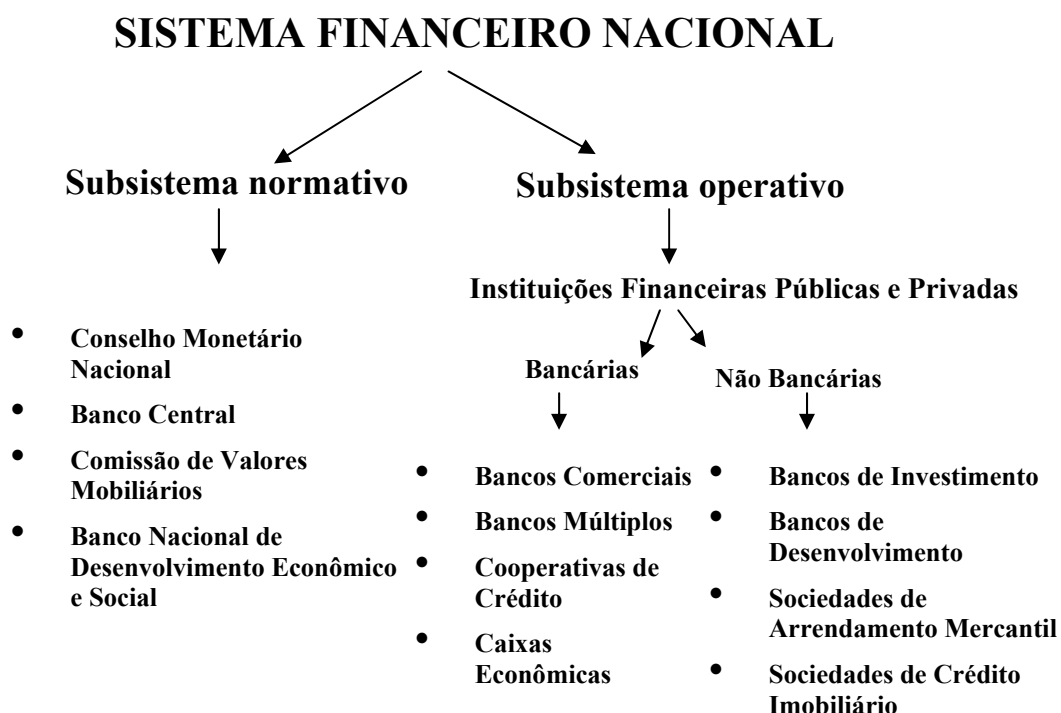 SISTEMA FINANCEIRO NACIONAL
Subsistema normativo
• Conselho Monetário
Nacional
• Banco Central
• Comissão de Valores
Mobiliários
• Banco Nacional de
Desenvolvimento Econômico
e Social
Subsistema operativo
Instituições Financeiras Públicas e Privadas
Bancárias
• Bancos Comerciais
• Bancos Múltiplos
• Cooperativas de
Crédito
• Caixas
Econômicas
Não Bancárias
• Bancos de Investimento
• Bancos de
Desenvolvimento
• Sociedades de
Arrendamento Mercantil
• Sociedades de Crédito
Imobiliário